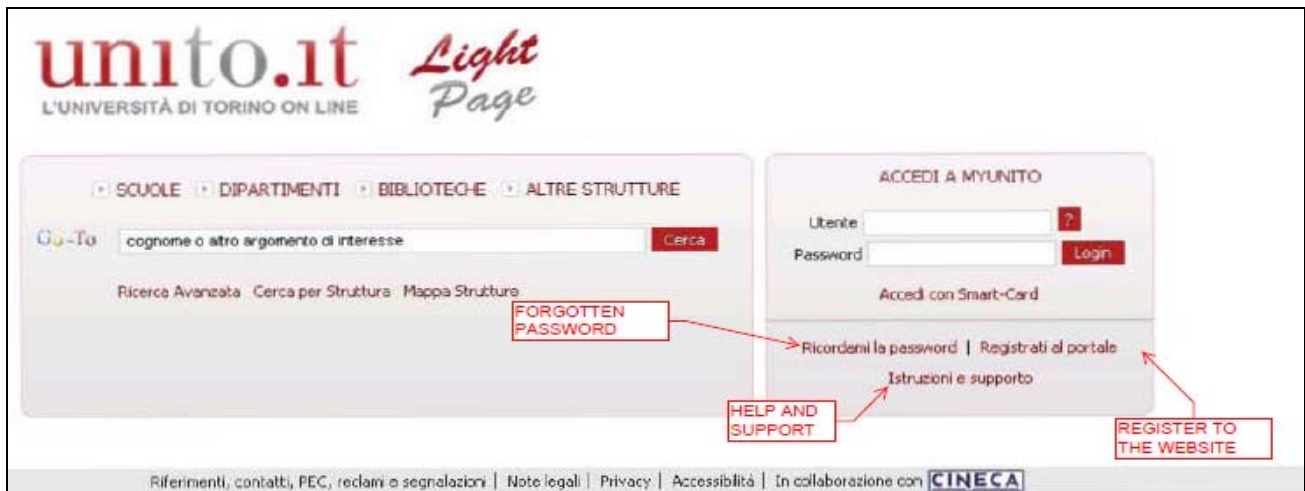 unito.it Light
L'UNIVERSITÀ DI TORINO ON LINE Page
SCUOLE DIPARTIMENTI BIBLIOTECHE ALTRE STRUTTURE
Go-To cognome o altro argomento di interesse Cerca
Ricerca Avanzata Cerca per Struttura Mappa Strutture
ACCEDI A MYUNITO
Utente ?
Password Login
Accedi con Smart-Card
FORGOTTEN
PASSWORD
Ricordami la password | Registrati al portale
Istruzioni e supporto
HELP AND
SUPPORT
REGISTER TO
THE WEBSITE
Riferimenti, contatti, PEC, reclami e segnalazioni | Note legali | Privacy | Accessiblità | In collaborazione con CINECA